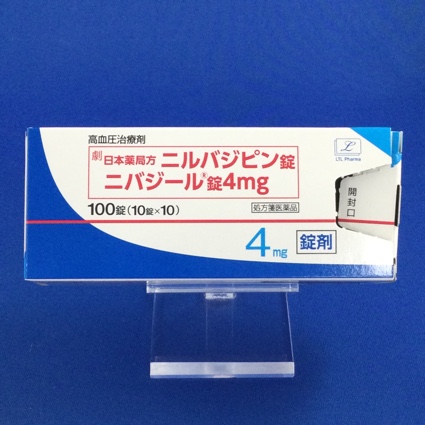 高血圧治療剤
劇 日本薬局方 ニルバジピン錠
ニバジール®錠4mg
100錠(10錠×10)
処方箋医薬品
4mg 錠剤
L
LTL Pharma
開封口